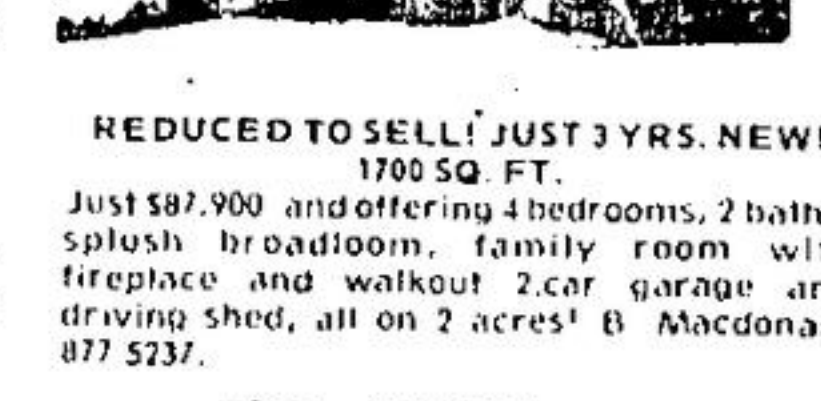 REDUCED TO SELL! JUST 3 YRS. NEW!
1700 SQ. FT.
Just $87,900 and offering 4 bedrooms, 2 bath
splush broadloom, family room wi
fireplace and walkout 2.car garage ar
driving shed, all on 2 acres! B Macdona
877 5237.